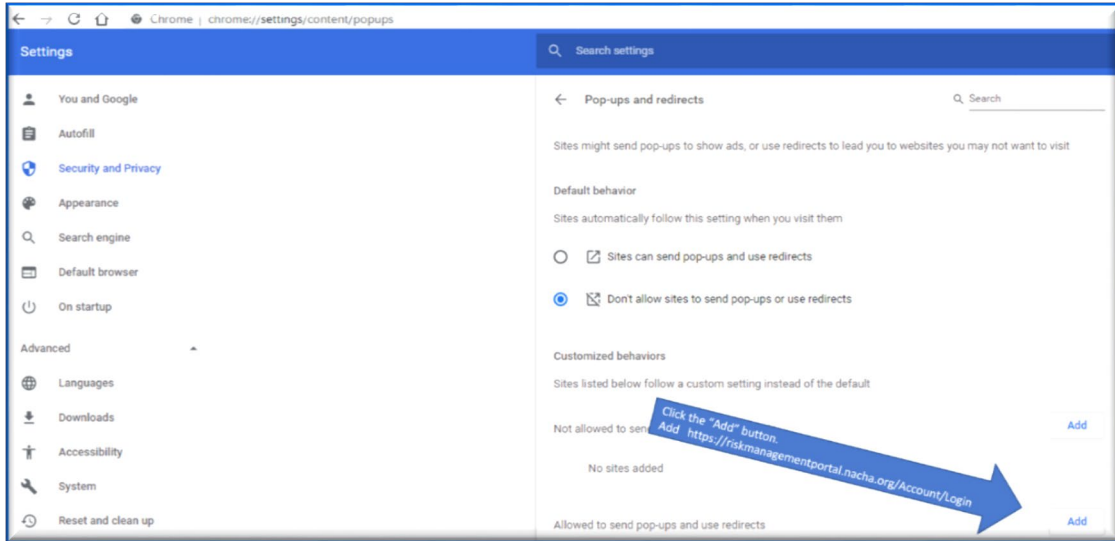 Chrome | chrome://settings/content/popups
Settings
Search settings
You and Google
Autofill
Security and Privacy
Appearance
Search engine
Default browser
On startup
Advanced
Languages
Downloads
Accessibility
System
Reset and clean up
Pop-ups and redirects
Search
Sites might send pop-ups to show ads, or use redirects to lead you to websites you may not want to visit
Default behavior
Sites automatically follow this setting when you visit them
Sites can send pop-ups and use redirects
Don't allow sites to send pop-ups or use redirects
Customized behaviors
Sites listed below follow a custom setting instead of the default
Not allowed to sen
Add
Click the "Add" button.
Add https://riskmanagementportal.nacha.org/Account/Login
No sites added
Allowed to send pop-ups and use redirects
Add